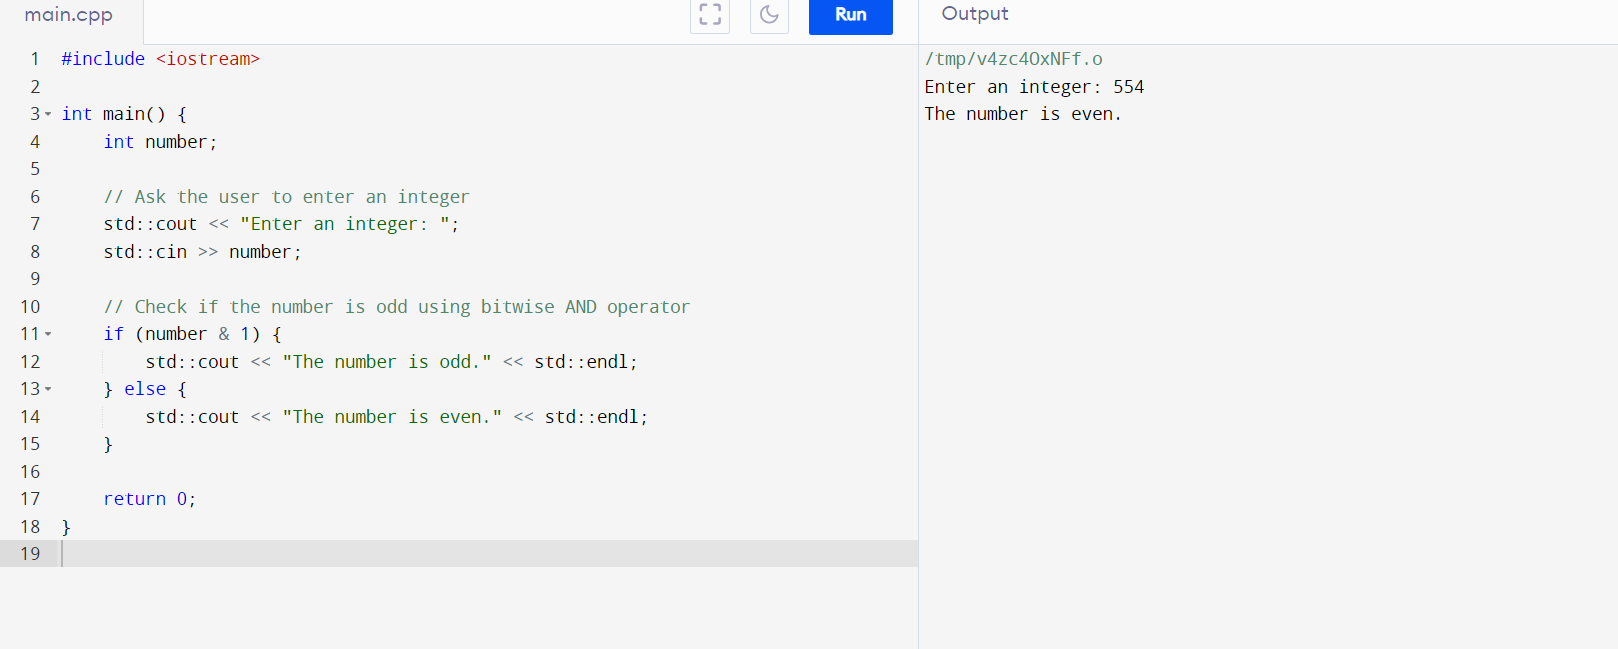 main.cpp
Run
Output
1 #include <iostream>
2
3 int main() {
4     int number;
5
6     // Ask the user to enter an integer
7     std::cout << "Enter an integer: ";
8     std::cin >> number;
9
10     // Check if the number is odd using bitwise AND operator
11     if (number & 1) {
12         std::cout << "The number is odd." << std::endl;
13     } else {
14         std::cout << "The number is even." << std::endl;
15     }
16
17     return 0;
18 }
19
/tmp/v4zc4OxNFf.o
Enter an integer: 554
The number is even.